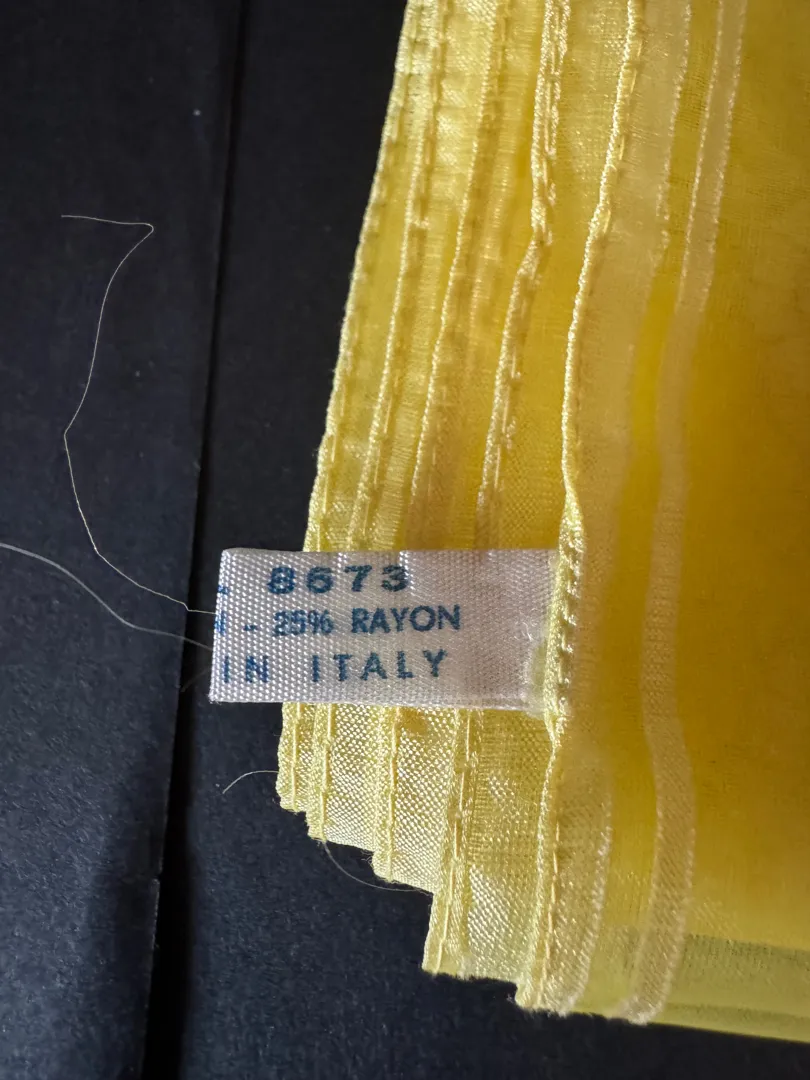 8673
- 25% RAYON
IN ITALY